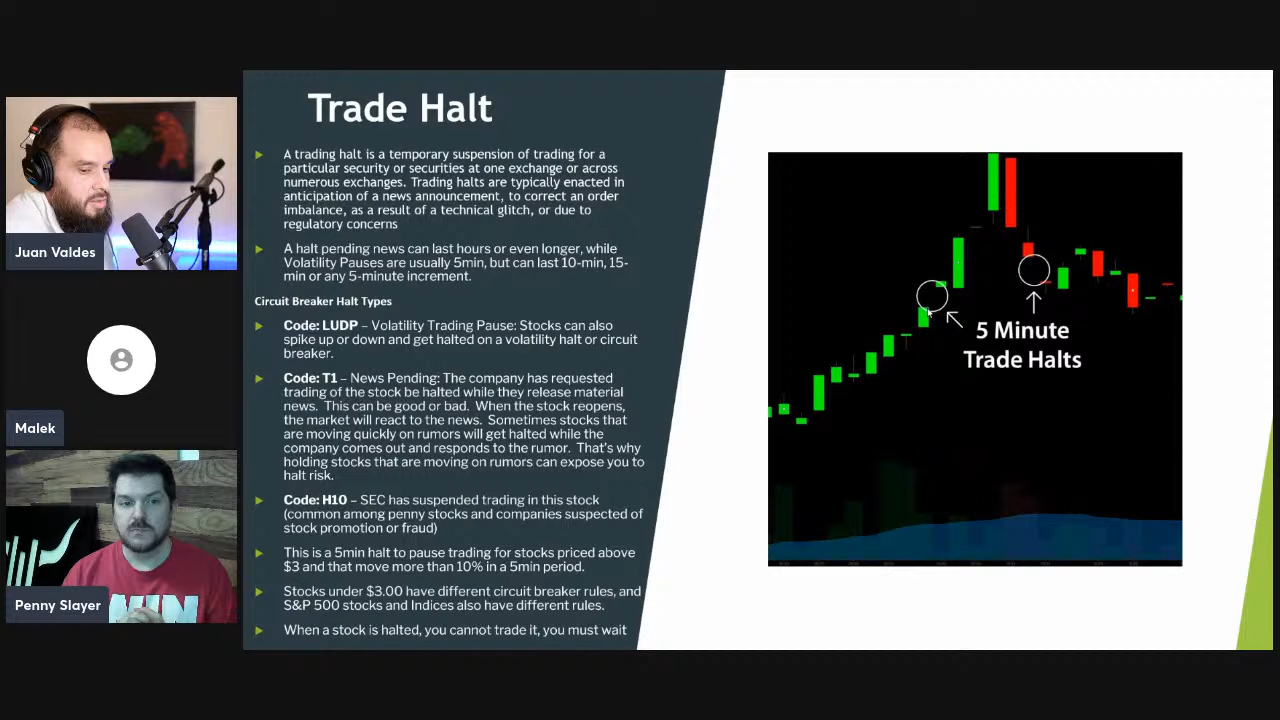 Trade Halt
A trading halt is a temporary suspension of trading for a
particular security or securities at one exchange or across
numerous exchanges. Trading halts are typically enacted in
anticipation of a news announcement, to correct an order
imbalance, as a result of a technical glitch, or due to
regulatory concerns
A halt pending news can last hours or even longer, while
Volatility Pauses are usually 5min, but can last 10-min, 15-
min or any 5-minute increment.
Circuit Breaker Halt Types
Code: LUDP – Volatility Trading Pause: Stocks can also
spike up or down and get halted on a volatility halt or circuit
breaker.
Code: T1 – News Pending: The company has requested
trading of the stock be halted while they release material
news. This can be good or bad. When the stock reopens,
the market will react to the news. Sometimes stocks that
are moving quickly on rumors will get halted while the
company comes out and responds to the rumor. That's why
holding stocks that are moving on rumors can expose you to
halt risk.
Code: H10 – SEC has suspended trading in this stock
(common among penny stocks and companies suspected of
stock promotion or fraud)
This is a 5min halt to pause trading for stocks priced above
$3 and that move more than 10% in a 5min period.
Stocks under $3.00 have different circuit breaker rules, and
S&P 500 stocks and Indices also have different rules.
When a stock is halted, you cannot trade it, you must wait
5 Minute
Trade Halts
Juan Valdes
Malek
Penny Slayer